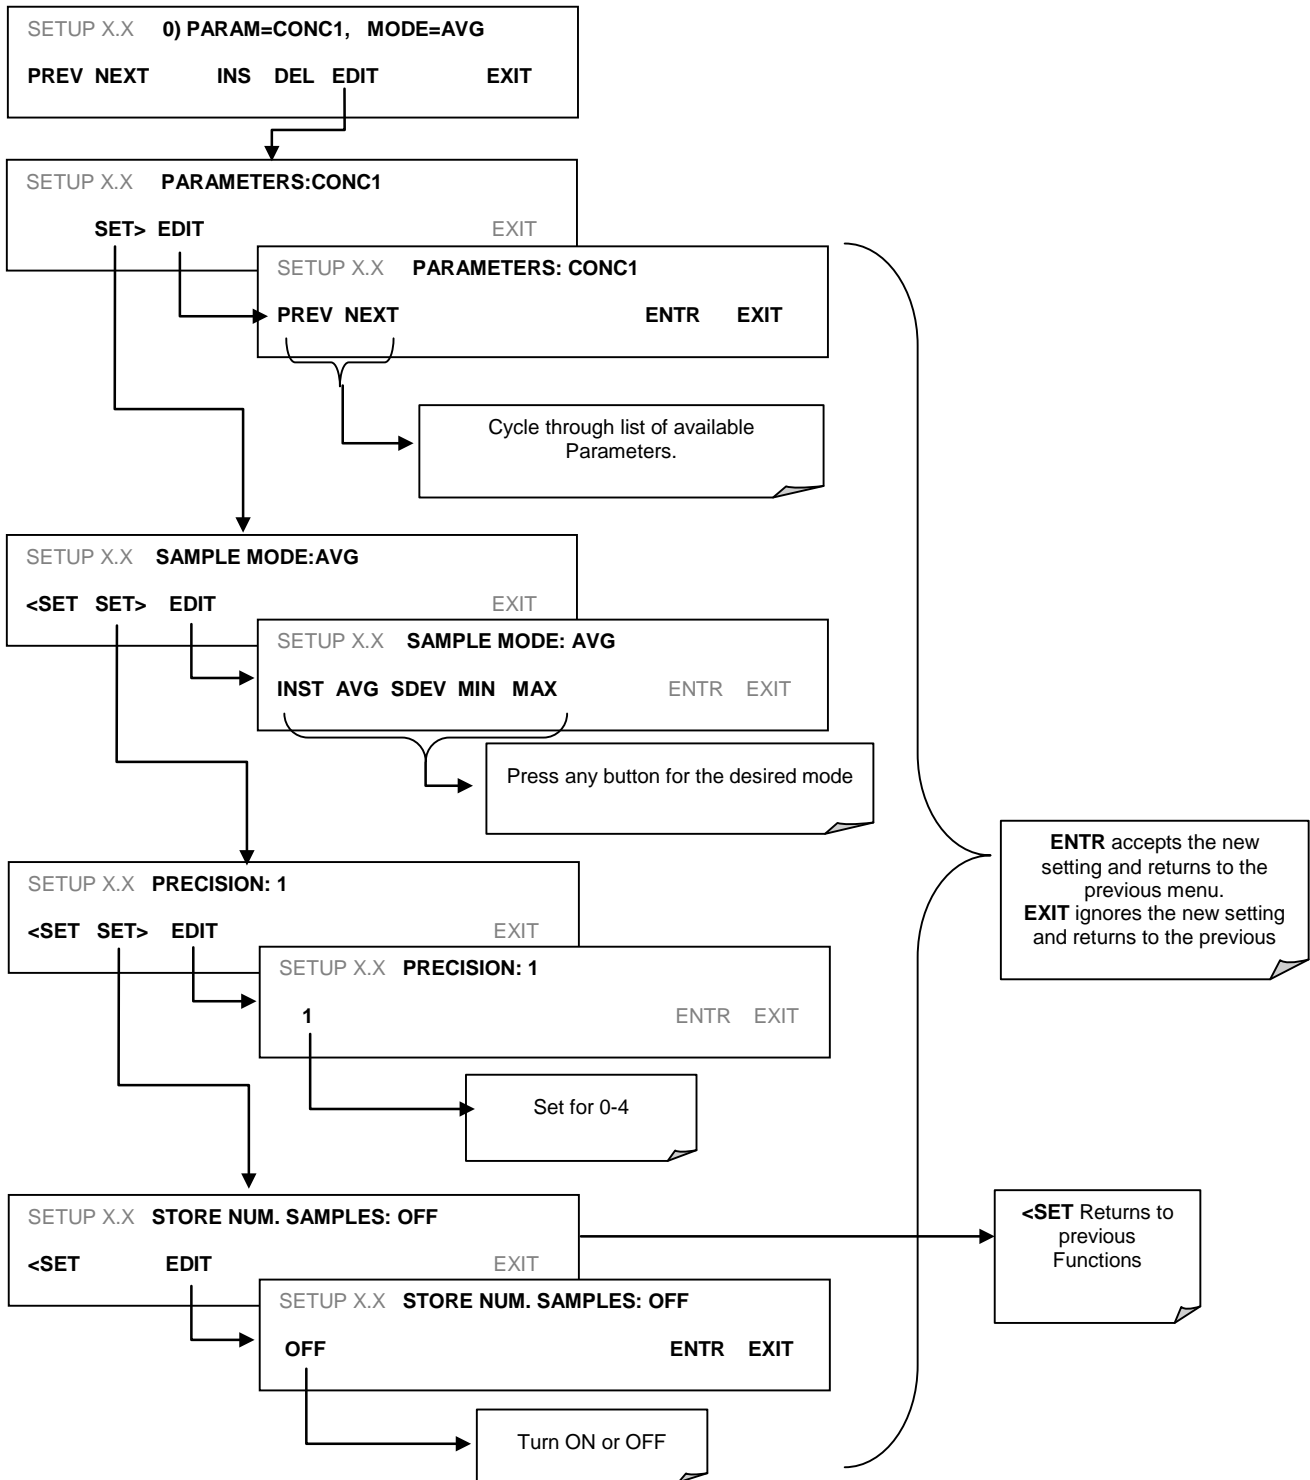 SETUP X.X 0) PARAM=CONC1, MODE=AVG
PREV NEXT INS DEL EDIT EXIT
SETUP X.X PARAMETERS:CONC1
SET> EDIT EXIT
SETUP X.X PARAMETERS: CONC1
PREV NEXT ENTR EXIT
Cycle through list of available
Parameters.
SETUP X.X SAMPLE MODE:AVG
<SET SET> EDIT EXIT
SETUP X.X SAMPLE MODE: AVG
INST AVG SDEV MIN MAX ENTR EXIT
Press any button for the desired mode
ENTR accepts the new
setting and returns to the
previous menu.
EXIT ignores the new setting
and returns to the previous
SETUP X.X PRECISION: 1
<SET SET> EDIT EXIT
SETUP X.X PRECISION: 1
1 ENTR EXIT
Set for 0-4
SETUP X.X STORE NUM. SAMPLES: OFF
<SET EDIT EXIT
<SET Returns to
previous
Functions
SETUP X.X STORE NUM. SAMPLES: OFF
OFF ENTR EXIT
Turn ON or OFF